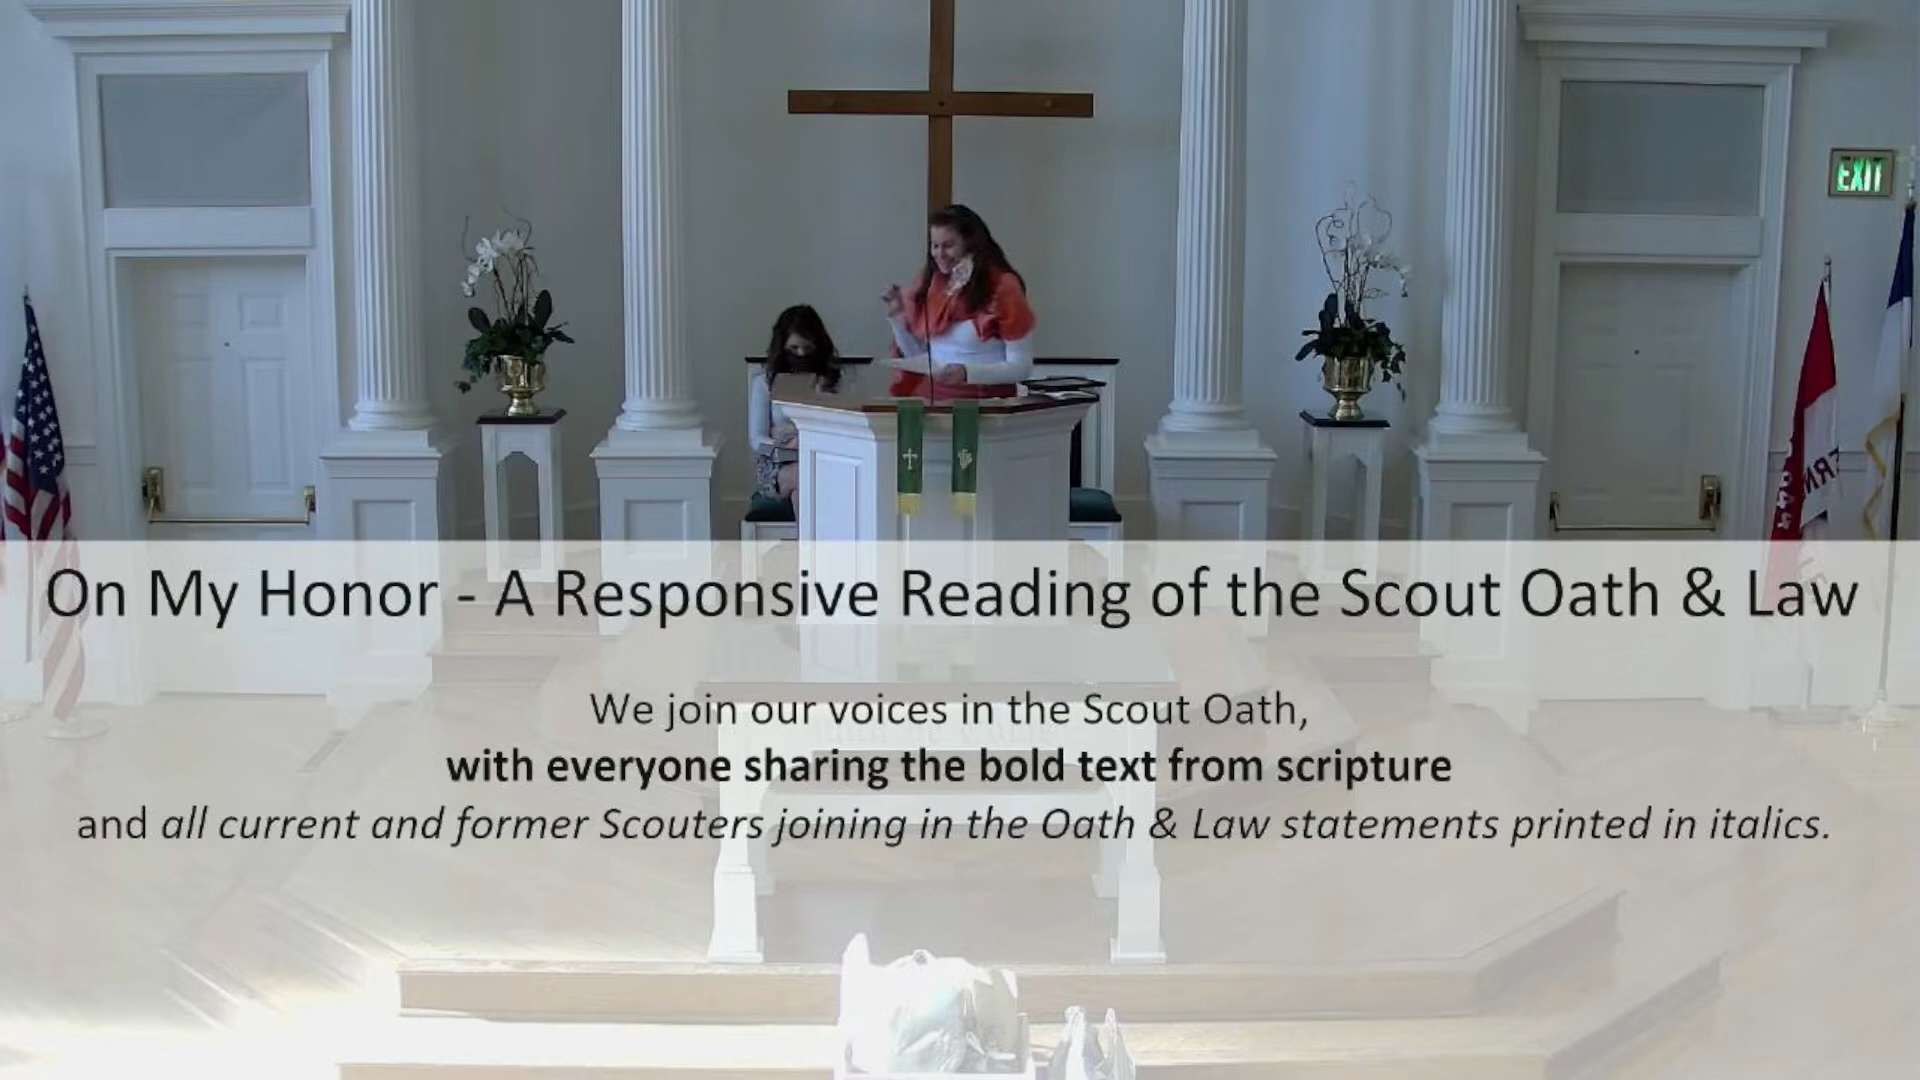 EXIT
On My Honor - A Responsive Reading of the Scout Oath & Law
We join our voices in the Scout Oath,
with everyone sharing the bold text from scripture
and all current and former Scouters joining in the Oath & Law statements printed in italics.